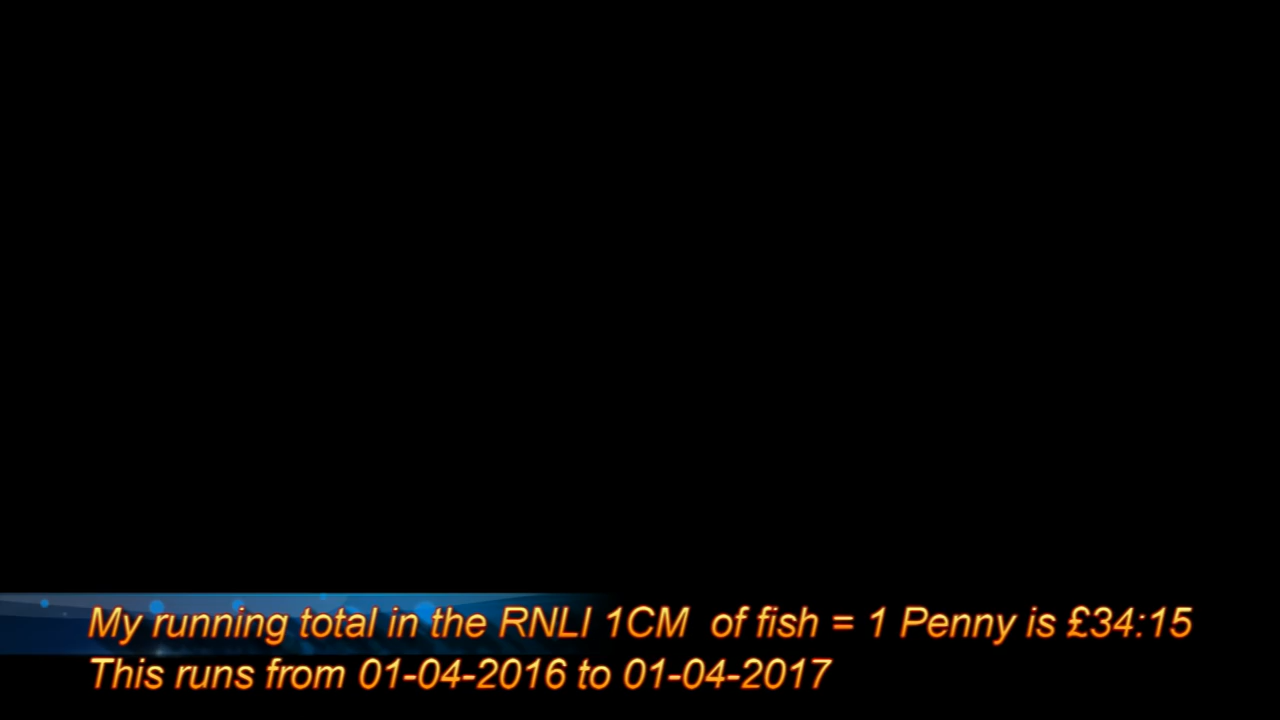 My running total in the RNLI 1CM  of fish = 1 Penny is £34:15
This runs from 01-04-2016 to 01-04-2017